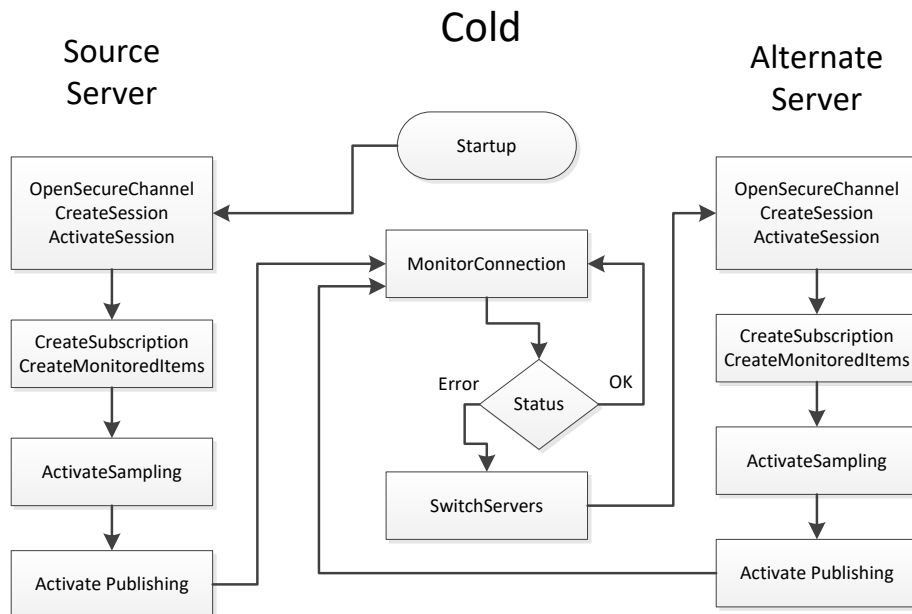 Cold
Source
Server
Alternate
Server
Startup
OpenSecureChannel
CreateSession
ActivateSession
OpenSecureChannel
CreateSession
ActivateSession
MonitorConnection
CreateSubscription
CreateMonitoredItems
CreateSubscription
CreateMonitoredItems
Error
OK
Status
ActivateSampling
ActivateSampling
SwitchServers
Activate Publishing
Activate Publishing